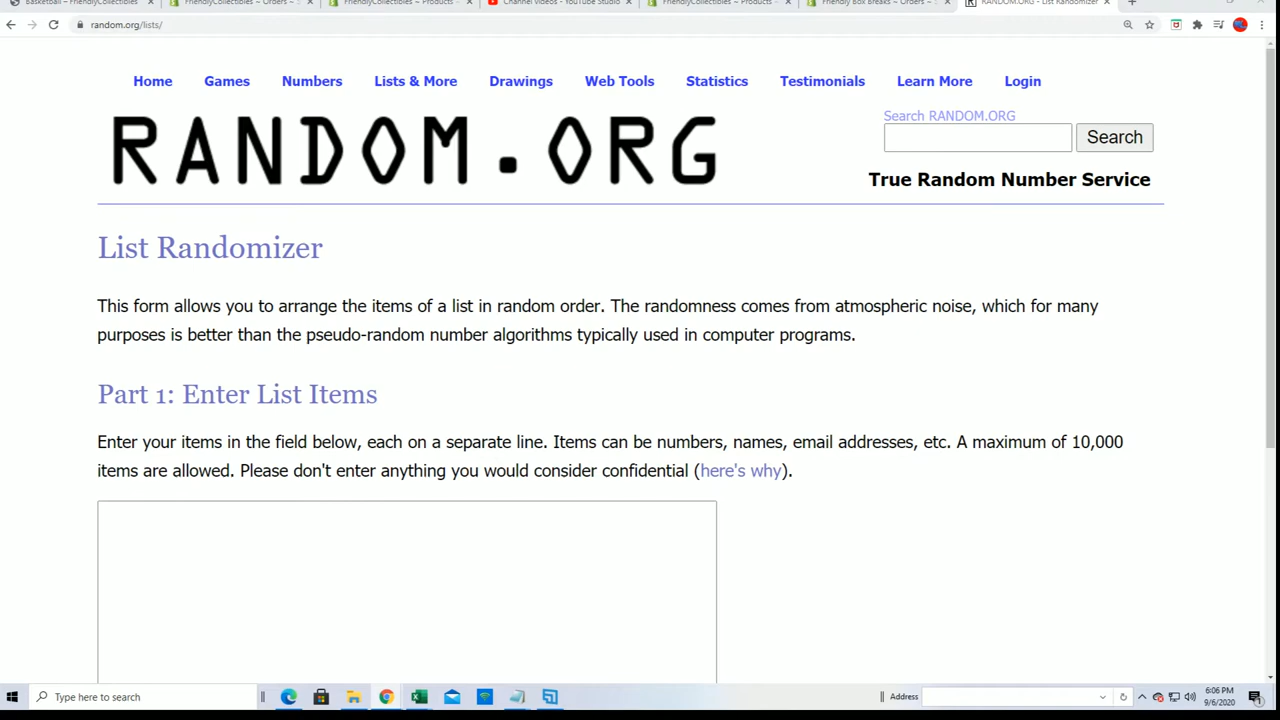 Basketball – FriendlyCollectibles
FriendlyCollectibles ~ Orders ~
FriendlyCollectibles ~ Products ~
Channel videos - YouTube Studio
FriendlyCollectibles ~ Products ~
Friendly Box Breaks ~ Orders ~
RANDOM.ORG - List Randomizer
random.org/lists/
Home Games Numbers Lists & More Drawings Web Tools Statistics Testimonials Learn More Login
RANDOM.ORG
Search RANDOM.ORG
Search
True Random Number Service
List Randomizer
This form allows you to arrange the items of a list in random order. The randomness comes from atmospheric noise, which for many
purposes is better than the pseudo-random number algorithms typically used in computer programs.
Part 1: Enter List Items
Enter your items in the field below, each on a separate line. Items can be numbers, names, email addresses, etc. A maximum of 10,000
items are allowed. Please don't enter anything you would consider confidential (here's why).
Type here to search
Address
6:06 PM
9/6/2020